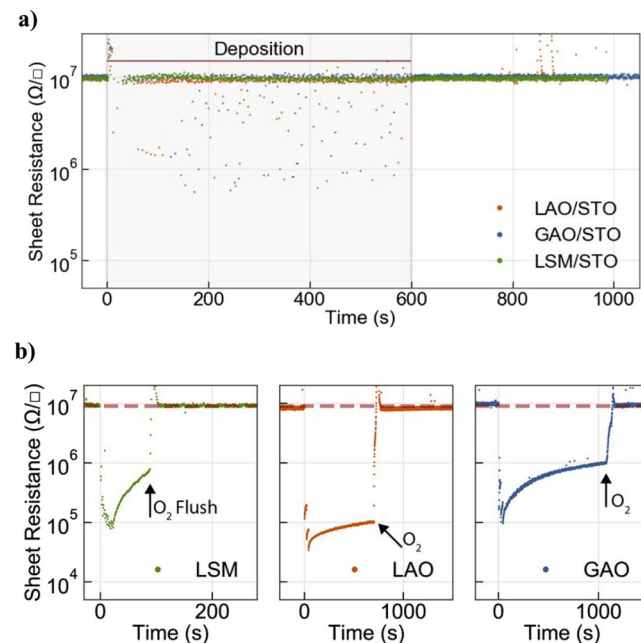 a)
Deposition
Sheet Resistance (Ω/□)
10⁷
10⁶
10⁵
LAO/STO
GAO/STO
LSM/STO
0 200 400 600 800 1000
Time (s)
b)
Sheet Resistance (Ω/□)
10⁷
10⁶
10⁵
10⁴
O₂ Flush
LSM
0 200
Time (s)
O₂
LAO
0 1000
Time (s)
O₂
GAO
0 1000
Time (s)